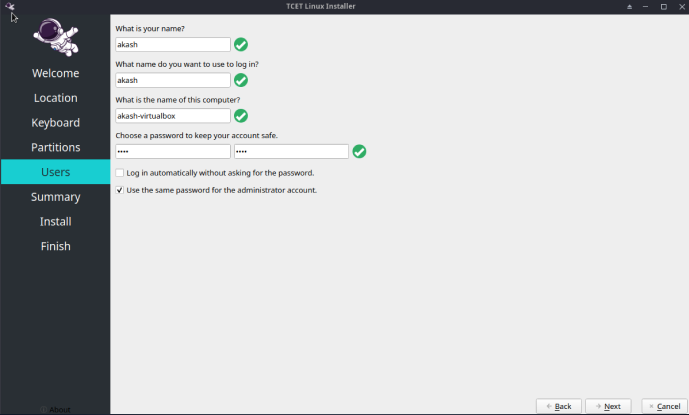 TCET Linux Installer
Welcome
Location
Keyboard
Partitions
Users
Summary
Install
Finish
About
What is your name?
akash
What name do you want to use to log in?
akash
What is the name of this computer?
akash-virtualbox
Choose a password to keep your account safe.
•••• ••••
Log in automatically without asking for the password.
Use the same password for the administrator account.
Back Next Cancel